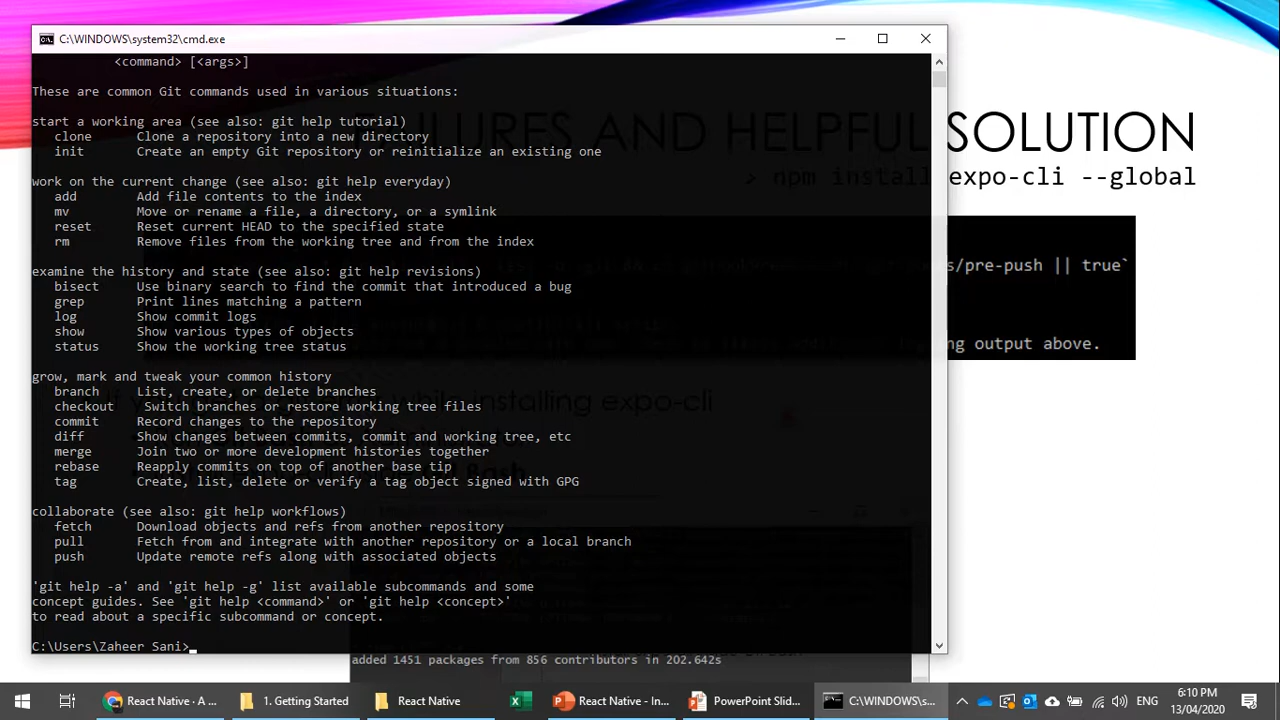 C:\WINDOWS\system32\cmd.exe
<command> [<args>]
These are common Git commands used in various situations:
start a working area (see also: git help tutorial)
clone Clone a repository into a new directory
init Create an empty Git repository or reinitialize an existing one
work on the current change (see also: git help everyday)
add Add file contents to the index
mv Move or rename a file, a directory, or a symlink
reset Reset current HEAD to the specified state
rm Remove files from the working tree and from the index
examine the history and state (see also: git help revisions)
bisect Use binary search to find the commit that introduced a bug
grep Print lines matching a pattern
log Show commit logs
show Show various types of objects
status Show the working tree status
grow, mark and tweak your common history
branch List, create, or delete branches
checkout Switch branches or restore working tree files
commit Record changes to the repository
diff Show changes between commits, commit and working tree, etc
merge Join two or more development histories together
rebase Reapply commits on top of another base tip
tag Create, list, delete or verify a tag object signed with GPG
collaborate (see also: git help workflows)
fetch Download objects and refs from another repository
pull Fetch from and integrate with another repository or a local branch
push Update remote refs along with associated objects
'git help -a' and 'git help -g' list available subcommands and some
concept guides. See 'git help <command>' or 'git help <concept>'
to read about a specific subcommand or concept.
C:\Users\Zaheer Sani>
LURES AND HELPFUL SOLUTION
> npm install expo-cli --global
s/pre-push || true`
ng output above.
while installing expo-cli
Bash
added 1451 packages from 856 contributors in 202.642s
React Native · A ...
1. Getting Started
React Native
React Native - In...
PowerPoint Slid...
C:\WINDOWS\s...
ENG
6:10 PM
13/04/2020